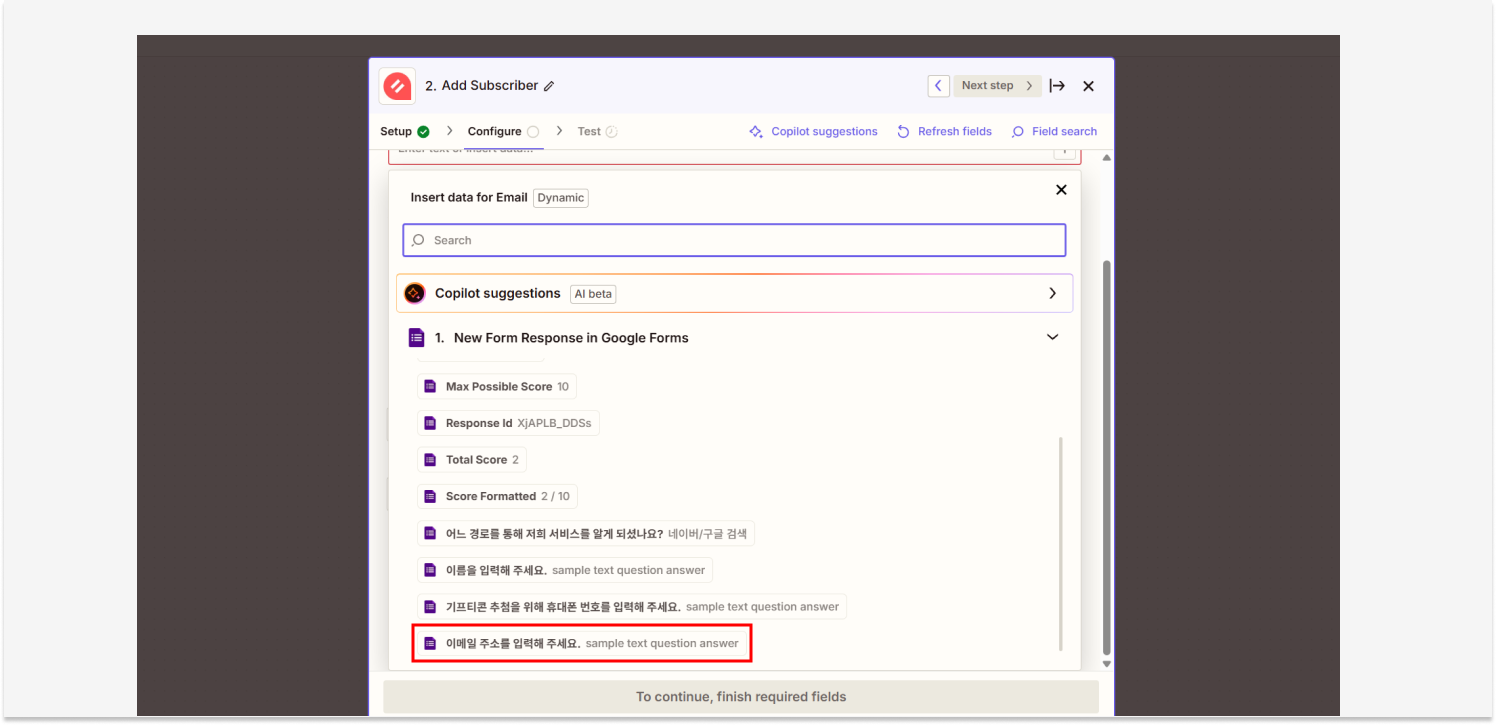 2. Add Subscriber
Next step
Setup
Configure
Test
Copilot suggestions
Refresh fields
Field search
Enter text or insert data...
Insert data for Email Dynamic
Search
Copilot suggestions AI beta
1. New Form Response in Google Forms
Max Possible Score 10
Response Id XjAPLB_DDSs
Total Score 2
Score Formatted 2 / 10
어느 경로를 통해 저희 서비스를 알게 되셨나요? 네이버/구글 검색
이름을 입력해 주세요. sample text question answer
기프티콘 추첨을 위해 휴대폰 번호를 입력해 주세요. sample text question answer
이메일 주소를 입력해 주세요. sample text question answer
To continue, finish required fields